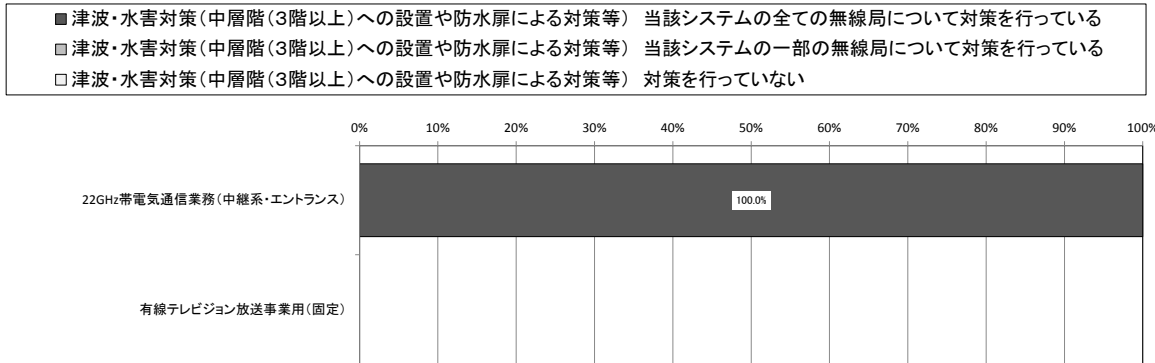 ■津波・水害対策(中層階(3階以上)への設置や防水扉による対策等) 当該システムの全ての無線局について対策を行っている
■津波・水害対策(中層階(3階以上)への設置や防水扉による対策等) 当該システムの一部の無線局について対策を行っている
□津波・水害対策(中層階(3階以上)への設置や防水扉による対策等) 対策を行っていない
0% 10% 20% 30% 40% 50% 60% 70% 80% 90% 100%
22GHz帯電気通信業務(中継系・エントランス)
100.0%
有線テレビジョン放送事業用(固定)